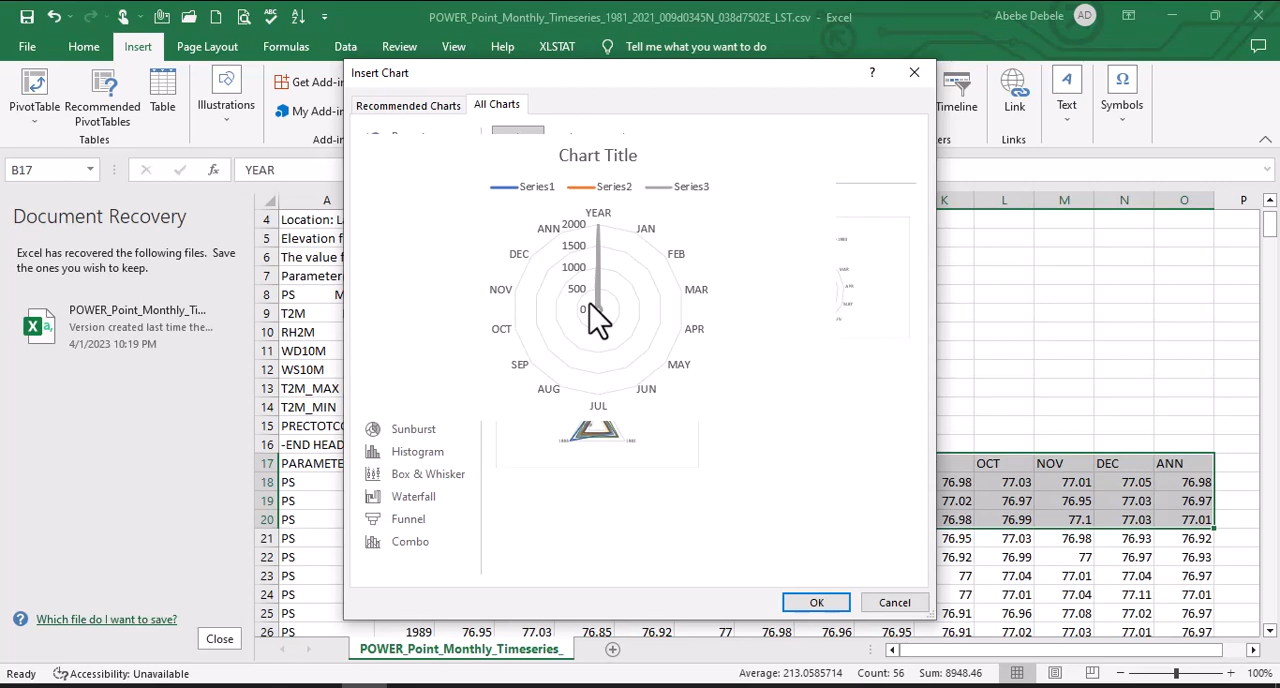 POWER_Point_Monthly_Timeseries_1981_2021_009d0345N_038d7502E_LST.csv - Excel
Abebe Debele AD
File Home Insert Page Layout Formulas Data Review View Help XLSTAT Tell me what you want to do
PivotTable Recommended PivotTables Table Illustrations Get Add-in My Add-in Timeline Link Text Symbols
Tables Add-in ers Links
B17 fx YEAR
Insert Chart ?
Recommended Charts All Charts
Chart Title
Series1 Series2 Series3
YEAR
2000
1500
1000
500
0
JAN
FEB
MAR
APR
MAY
JUN
JUL
AUG
SEP
OCT
NOV
DEC
ANN
Sunburst
Histogram
Box & Whisker
Waterfall
Funnel
Combo
OK Cancel
Document Recovery
Excel has recovered the following files. Save
the ones you wish to keep.
POWER_Point_Monthly_Ti...
Version created last time the...
4/1/2023 10:19 PM
Which file do I want to save?
Close
A K L M N O P
4 Location: La
5 Elevation f
6 The value f
7 Parameter
8 PS M
9 T2M
10 RH2M
11 WD10M
12 WS10M
13 T2M_MAX
14 T2M_MIN
15 PRECTOTCO
16 -END HEAD
17 PARAMETE OCT NOV DEC ANN
18 PS 76.98 77.03 77.01 77.05 76.98
19 PS 77.02 76.97 76.95 77.03 76.97
20 PS 76.98 76.99 77.1 77.03 77.01
21 PS 76.95 77.03 76.98 76.93 76.92
22 PS 76.92 76.99 77 76.97 76.93
23 PS 77 77.04 77.01 77.04 76.97
24 PS 77 77.01 77.04 77.11 77.01
25 PS 76.91 76.96 77.08 77.02 76.97
26 PS 1989 76.95 77.03 76.85 76.92 77 76.98 76.96 76.95 76.91 77.02 77.03 77.01 76.97
POWER_Point_Monthly_Timeseries_
Ready Accessibility: Unavailable Average: 213.0585714 Count: 56 Sum: 8948.46 100%